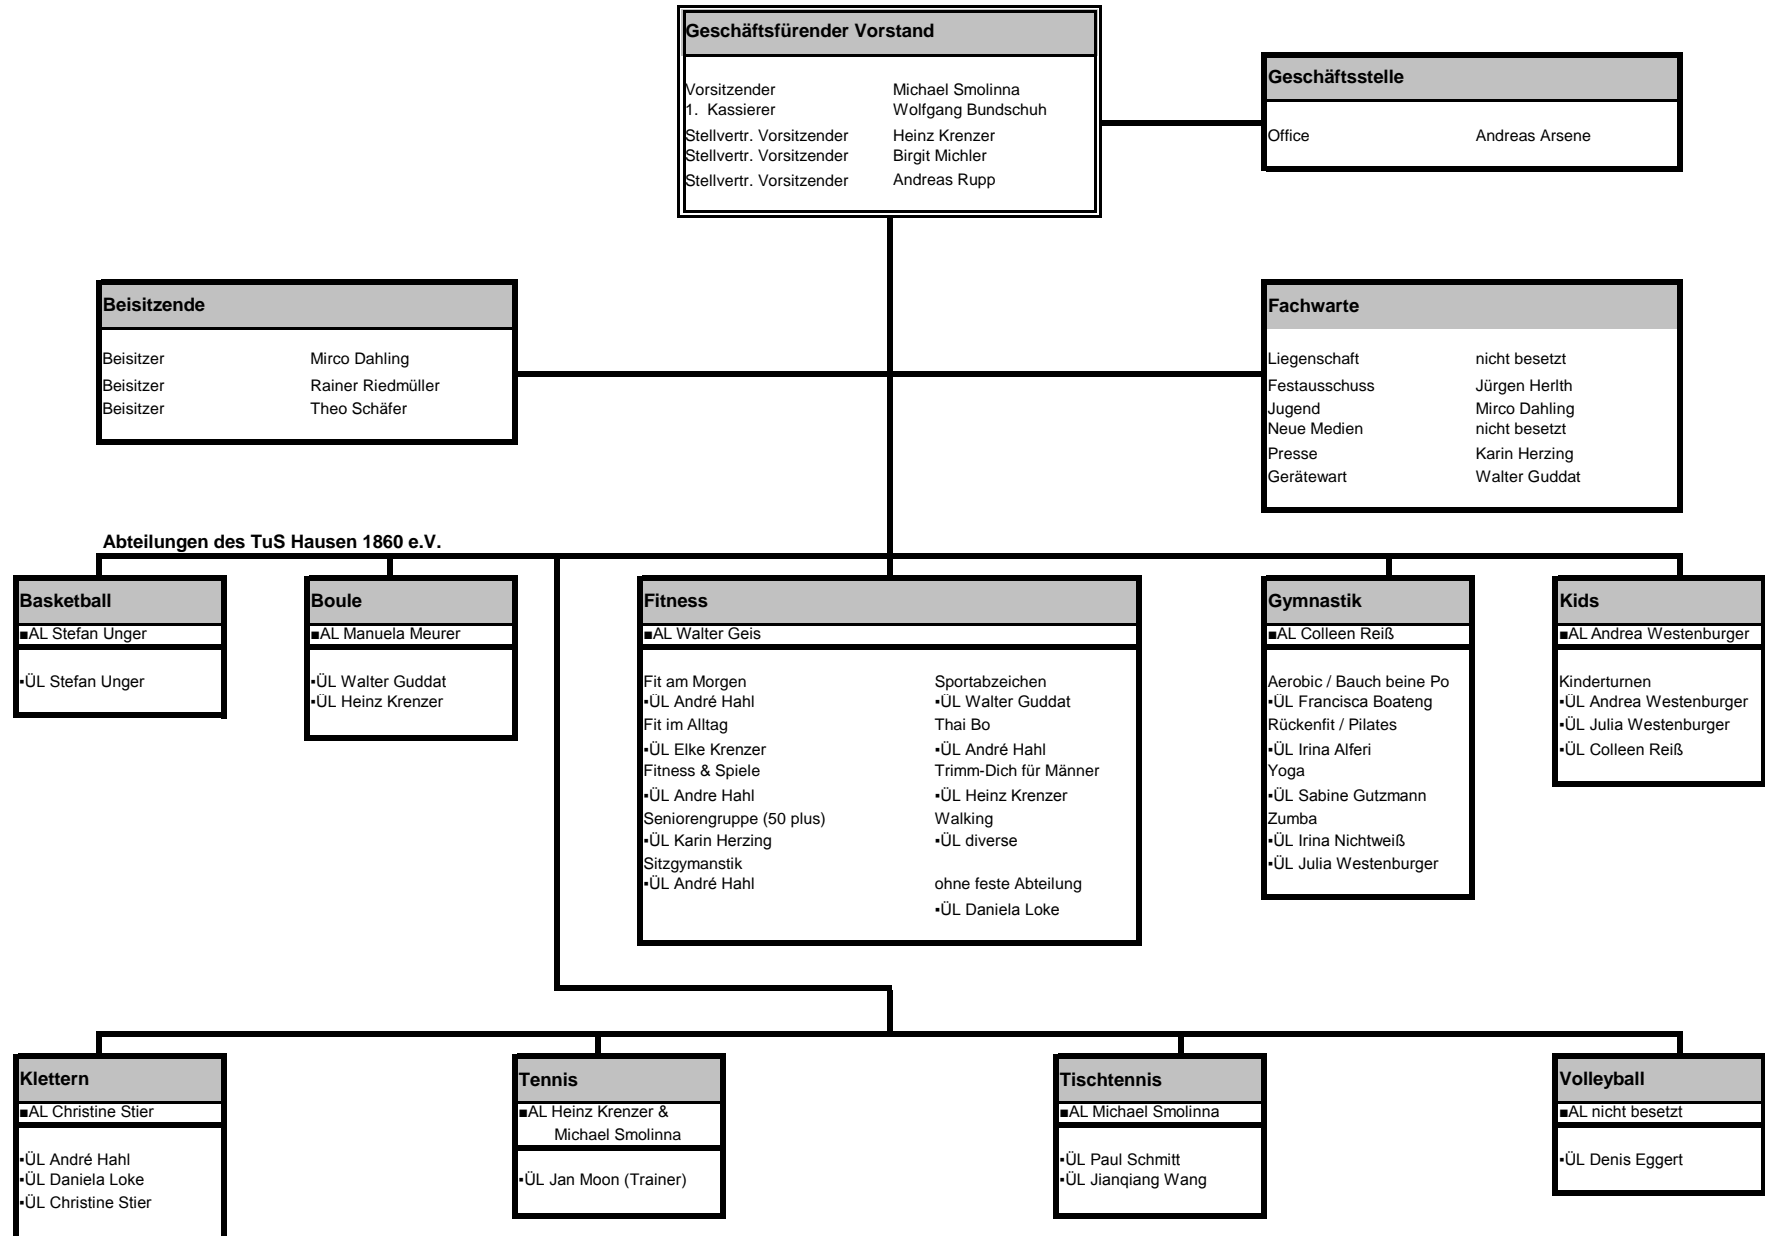 Geschäftsfürender Vorstand
Vorsitzender Michael Smolinna
1. Kassierer Wolfgang Bundschuh
Stellvertr. Vorsitzender Heinz Krenzer
Stellvertr. Vorsitzender Birgit Michler
Stellvertr. Vorsitzender Andreas Rupp
Geschäftsstelle
Office Andreas Arsene
Beisitzende
Beisitzer Mirco Dahling
Beisitzer Rainer Riedmüller
Beisitzer Theo Schäfer
Fachwarte
Liegenschaft nicht besetzt
Festausschuss Jürgen Herlth
Jugend Mirco Dahling
Neue Medien nicht besetzt
Presse Karin Herzing
Gerätewart Walter Guddat
Abteilungen des TuS Hausen 1860 e.V.
Basketball
■AL Stefan Unger
▪ÜL Stefan Unger
Boule
■AL Manuela Meurer
▪ÜL Walter Guddat
▪ÜL Heinz Krenzer
Fitness
■AL Walter Geis
Fit am Morgen
▪ÜL André Hahl
Fit im Alltag
▪ÜL Elke Krenzer
Fitness & Spiele
▪ÜL Andre Hahl
Seniorengruppe (50 plus)
▪ÜL Karin Herzing
Sitzgymanstik
▪ÜL André Hahl
Sportabzeichen
▪ÜL Walter Guddat
Thai Bo
▪ÜL André Hahl
Trimm-Dich für Männer
▪ÜL Heinz Krenzer
Walking
▪ÜL diverse
ohne feste Abteilung
▪ÜL Daniela Loke
Gymnastik
■AL Colleen Reiß
Aerobic / Bauch beine Po
▪ÜL Francisca Boateng
Rückenfit / Pilates
▪ÜL Irina Alferi
Yoga
▪ÜL Sabine Gutzmann
Zumba
▪ÜL Irina Nichtweiß
▪ÜL Julia Westenburger
Kids
■AL Andrea Westenburger
Kinderturnen
▪ÜL Andrea Westenburger
▪ÜL Julia Westenburger
▪ÜL Colleen Reiß
Klettern
■AL Christine Stier
▪ÜL André Hahl
▪ÜL Daniela Loke
▪ÜL Christine Stier
Tennis
■AL Heinz Krenzer &
Michael Smolinna
▪ÜL Jan Moon (Trainer)
Tischtennis
■AL Michael Smolinna
▪ÜL Paul Schmitt
▪ÜL Jianqiang Wang
Volleyball
■AL nicht besetzt
▪ÜL Denis Eggert